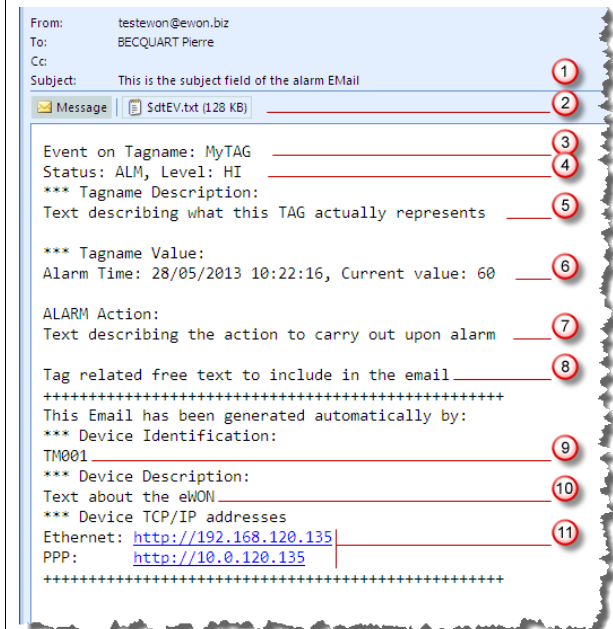 From: testewon@ewon.biz
To: BECQUART Pierre
Cc:
Subject: This is the subject field of the alarm EMail 1
Message $dtEV.txt (128 KB) 2
Event on Tagname: MyTAG 3
Status: ALM, Level: HI 4
*** Tagname Description:
Text describing what this TAG actually represents 5
*** Tagname Value:
Alarm Time: 28/05/2013 10:22:16, Current value: 60 6
ALARM Action:
Text describing the action to carry out upon alarm 7
Tag related free text to include in the email 8
+++++++++++++++++++++++++++++++++++++++++++++++++++
This Email has been generated automatically by:
*** Device Identification:
TM001 9
*** Device Description:
Text about the eWON 10
*** Device TCP/IP addresses
Ethernet: http://192.168.120.135 11
PPP: http://10.0.120.135
+++++++++++++++++++++++++++++++++++++++++++++++++++